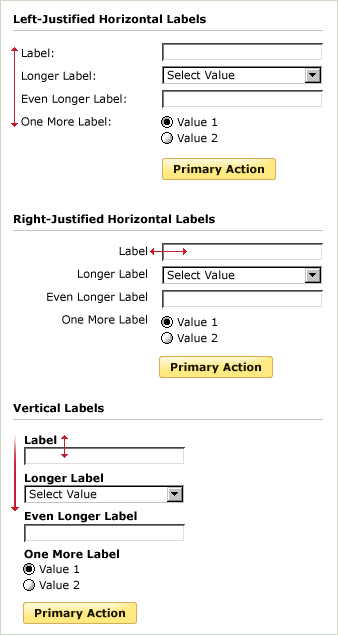 Left-Justified Horizontal Labels
Label:
Longer Label: Select Value
Even Longer Label:
One More Label: Value 1
Value 2
Primary Action
Right-Justified Horizontal Labels
Label
Longer Label Select Value
Even Longer Label
One More Label Value 1
Value 2
Primary Action
Vertical Labels
Label
Longer Label
Select Value
Even Longer Label
One More Label
Value 1
Value 2
Primary Action